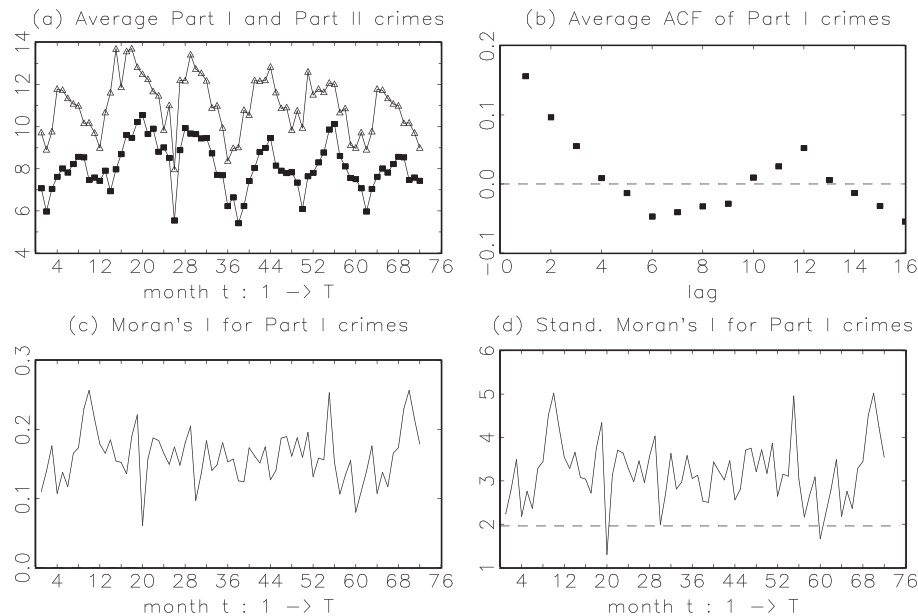 (a) Average Part I and Part II crimes
14
12
10
8
6
4
4 12 20 28 36 44 52 60 68 76
month t : 1 -> T
(b) Average ACF of Part I crimes
0.2
0.1
0.0
-0.1
0 2 4 6 8 10 12 14 16
lag
(c) Moran's I for Part I crimes
0.3
0.2
0.1
0.0
4 12 20 28 36 44 52 60 68 76
month t : 1 -> T
(d) Stand. Moran's I for Part I crimes
6
5
4
3
2
1
4 12 20 28 36 44 52 60 68 76
month t : 1 -> T